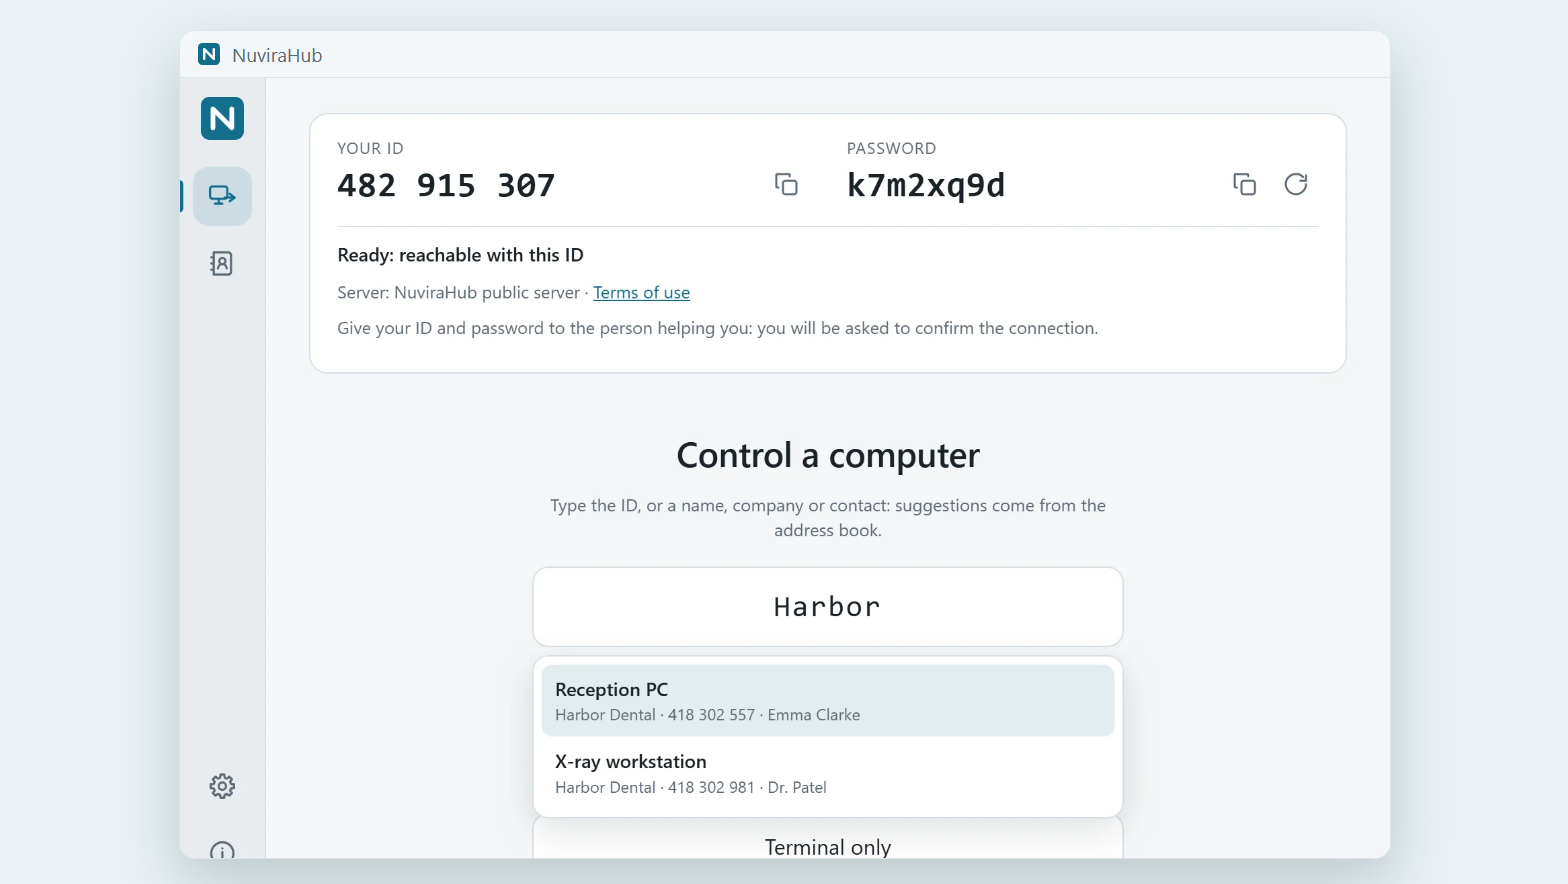 N NuviraHub
N
YOUR ID
482 915 307
PASSWORD
k7m2xq9d
Ready: reachable with this ID
Server: NuviraHub public server · Terms of use
Give your ID and password to the person helping you: you will be asked to confirm the connection.
Control a computer
Type the ID, or a name, company or contact: suggestions come from the
address book.
Harbor
Reception PC
Harbor Dental · 418 302 557 · Emma Clarke
X-ray workstation
Harbor Dental · 418 302 981 · Dr. Patel
Terminal only